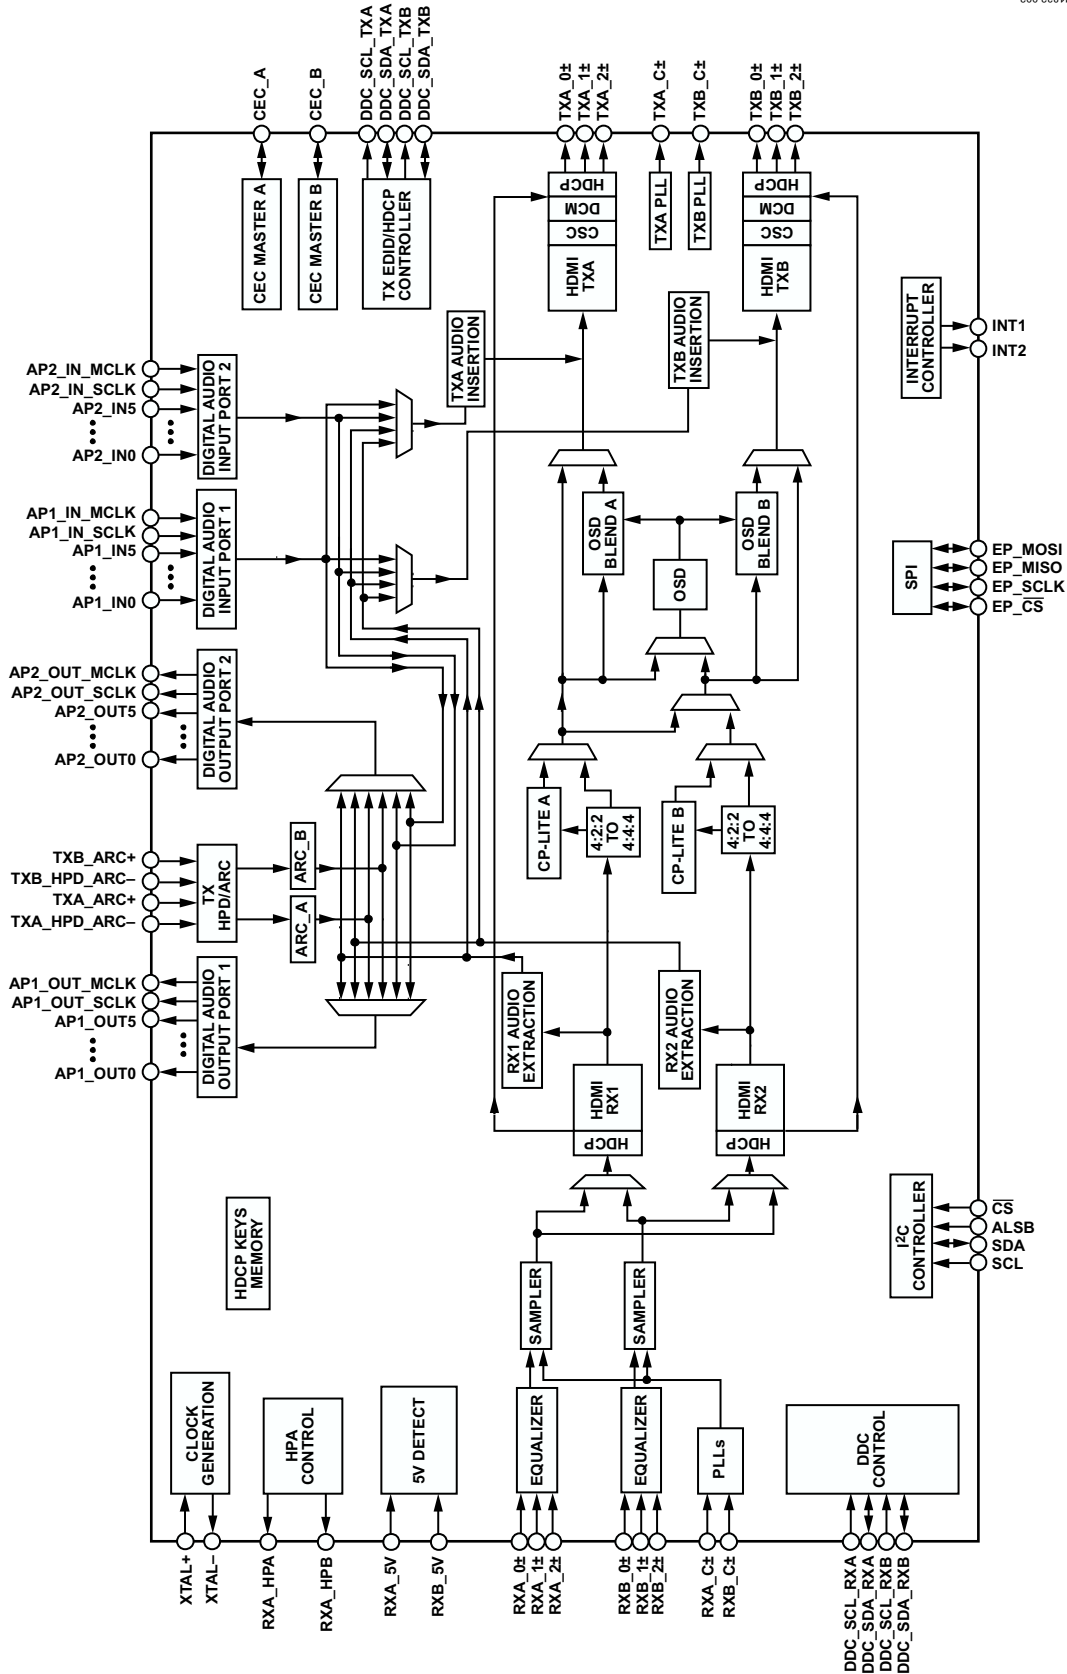 CEC_A
CEC_B
DDC_SCL_TXA
DDC_SDA_TXA
DDC_SCL_TXB
DDC_SDA_TXB
TXA_0±
TXA_1±
TXA_2±
TXA_C±
TXB_C±
TXB_0±
TXB_1±
TXB_2±
CEC MASTER A
CEC MASTER B
TX EDID/HDCP
CONTROLLER
HDCP
DCM
CSC
HDMI
TXA
TXA PLL
TXB PLL
HDCP
DCM
CSC
HDMI
TXB
TXA AUDIO
INSERTION
TXB AUDIO
INSERTION
INTERRUPT
CONTROLLER
INT1
INT2
AP2_IN_MCLK
AP2_IN_SCLK
AP2_IN5
AP2_IN0
DIGITAL AUDIO
INPUT PORT 2
AP1_IN_MCLK
AP1_IN_SCLK
AP1_IN5
AP1_IN0
DIGITAL AUDIO
INPUT PORT 1
OSD
BLEND A
OSD
OSD
BLEND B
SPI
EP_MOSI
EP_MISO
EP_SCLK
EP_C̅S̅
AP2_OUT_MCLK
AP2_OUT_SCLK
AP2_OUT5
AP2_OUT0
DIGITAL AUDIO
OUTPUT PORT 2
CP-LITE A
4:2:2
TO
4:4:4
CP-LITE B
4:2:2
TO
4:4:4
TXB_ARC+
TXB_HPD_ARC–
TXA_ARC+
TXA_HPD_ARC–
TX
HPD/ARC
ARC_B
ARC_A
AP1_OUT_MCLK
AP1_OUT_SCLK
AP1_OUT5
AP1_OUT0
DIGITAL AUDIO
OUTPUT PORT 1
RX1 AUDIO
EXTRACTION
RX2 AUDIO
EXTRACTION
HDMI
RX1
HDCP
HDMI
RX2
HDCP
HDCP KEYS
MEMORY
SAMPLER
SAMPLER
I²C
CONTROLLER
C̅S̅
ALSB
SDA
SCL
CLOCK
GENERATION
HPA
CONTROL
5V DETECT
EQUALIZER
EQUALIZER
PLLs
DDC
CONTROL
XTAL+
XTAL–
RXA_HPA
RXA_HPB
RXA_5V
RXB_5V
RXA_0±
RXA_1±
RXA_2±
RXB_0±
RXB_1±
RXB_2±
RXA_C±
RXB_C±
DDC_SCL_RXA
DDC_SDA_RXA
DDC_SCL_RXB
DDC_SDA_RXB